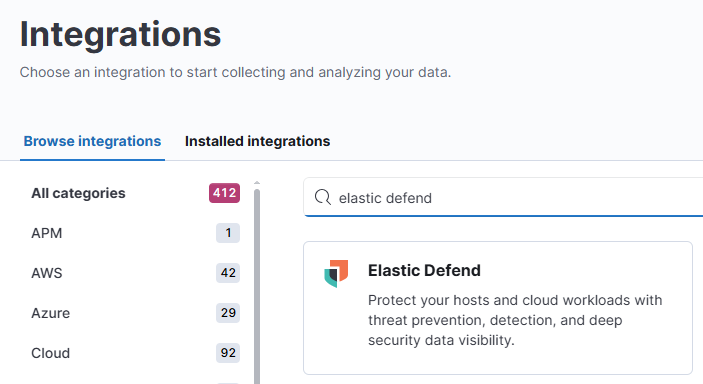 Integrations
Choose an integration to start collecting and analyzing your data.
Browse integrations
Installed integrations
All categories 412
APM 1
AWS 42
Azure 29
Cloud 92
elastic defend
Elastic Defend
Protect your hosts and cloud workloads with
threat prevention, detection, and deep
security data visibility.